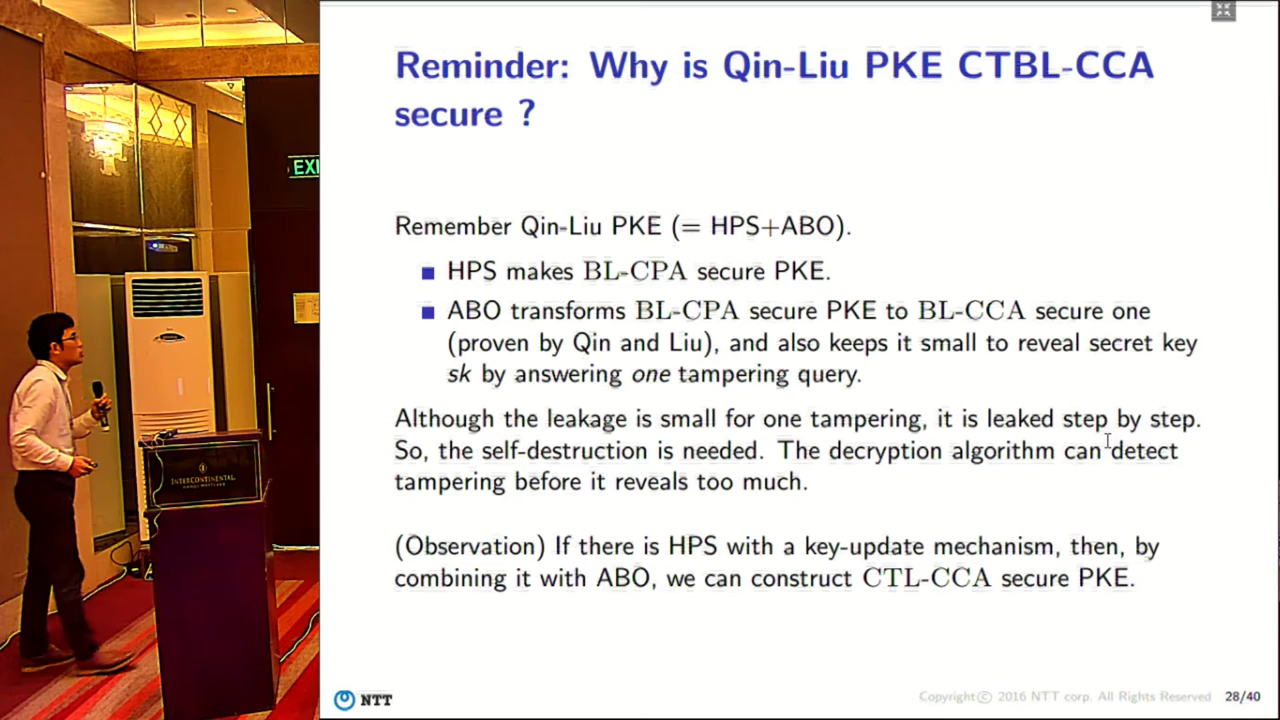 Reminder: Why is Qin-Liu PKE CTBL-CCA
secure ?
EXI
Remember Qin-Liu PKE (= HPS+ABO).
HPS makes BL-CPA secure PKE.
ABO transforms BL-CPA secure PKE to BL-CCA secure one
(proven by Qin and Liu), and also keeps it small to reveal secret key
sk by answering one tampering query.
Although the leakage is small for one tampering, it is leaked step by step.
So, the self-destruction is needed. The decryption algorithm can detect
tampering before it reveals too much.
(Observation) If there is HPS with a key-update mechanism, then, by
combining it with ABO, we can construct CTL-CCA secure PKE.
INTERCONTINENTAL
NTT
Copyright© 2016 NTT corp. All Rights Reserved
28/40